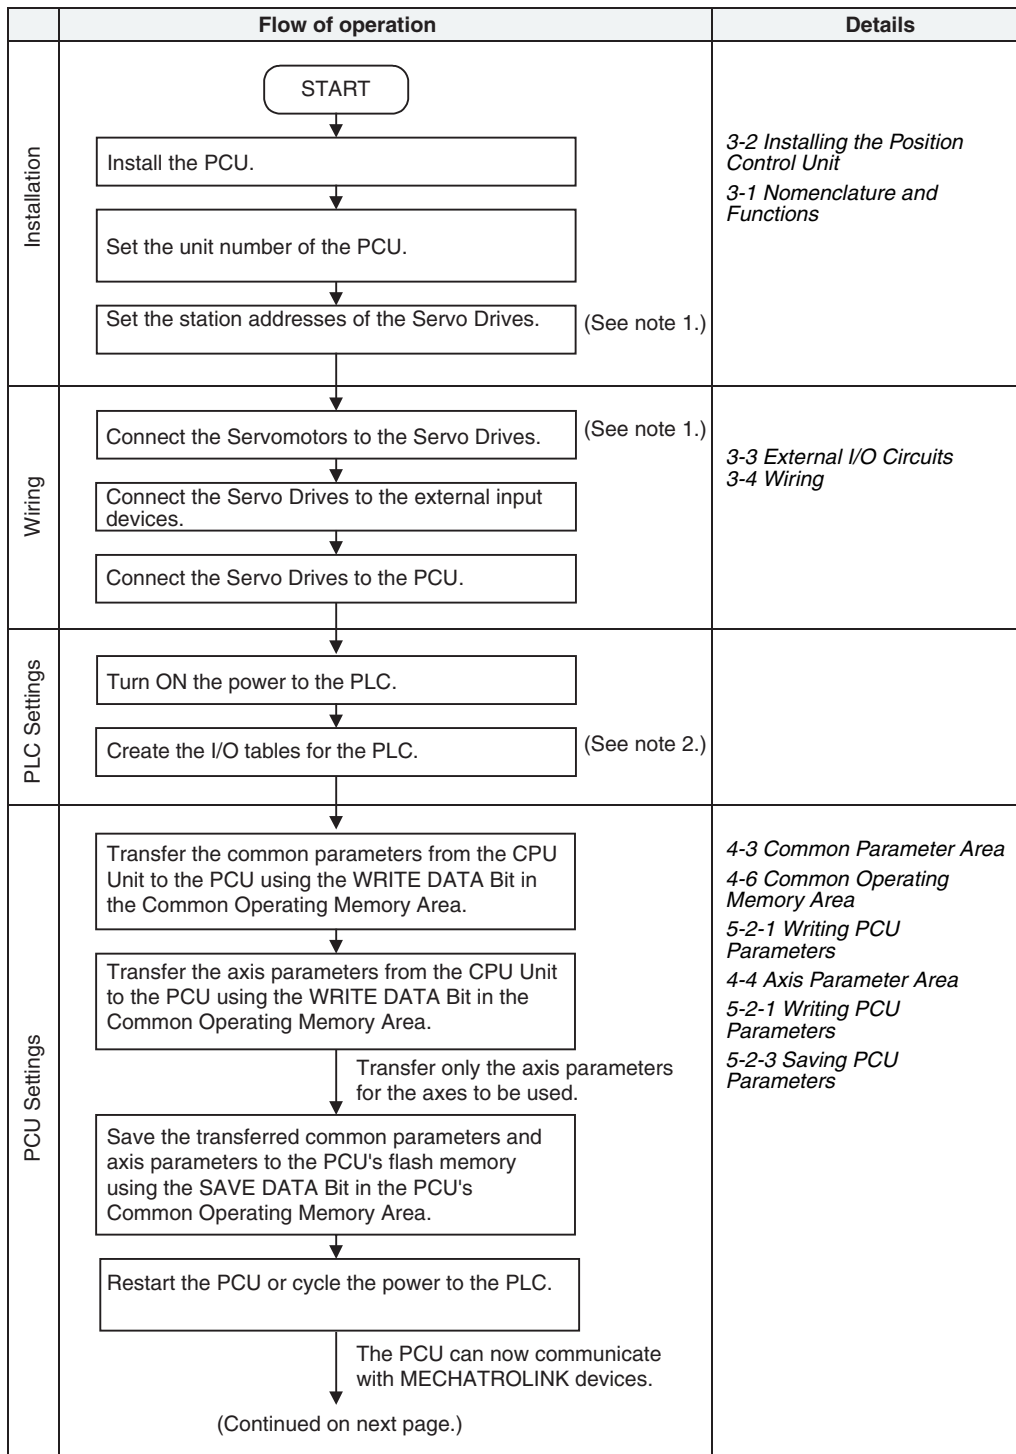 Flow of operation
Details
Installation
START
Install the PCU.
Set the unit number of the PCU.
Set the station addresses of the Servo Drives.
(See note 1.)
3-2 Installing the Position
Control Unit
3-1 Nomenclature and
Functions
Wiring
Connect the Servomotors to the Servo Drives.
(See note 1.)
Connect the Servo Drives to the external input
devices.
Connect the Servo Drives to the PCU.
3-3 External I/O Circuits
3-4 Wiring
PLC Settings
Turn ON the power to the PLC.
Create the I/O tables for the PLC.
(See note 2.)
PCU Settings
Transfer the common parameters from the CPU
Unit to the PCU using the WRITE DATA Bit in
the Common Operating Memory Area.
Transfer the axis parameters from the CPU Unit
to the PCU using the WRITE DATA Bit in the
Common Operating Memory Area.
Transfer only the axis parameters
for the axes to be used.
Save the transferred common parameters and
axis parameters to the PCU's flash memory
using the SAVE DATA Bit in the PCU's
Common Operating Memory Area.
Restart the PCU or cycle the power to the PLC.
The PCU can now communicate
with MECHATROLINK devices.
(Continued on next page.)
4-3 Common Parameter Area
4-6 Common Operating
Memory Area
5-2-1 Writing PCU
Parameters
4-4 Axis Parameter Area
5-2-1 Writing PCU
Parameters
5-2-3 Saving PCU
Parameters